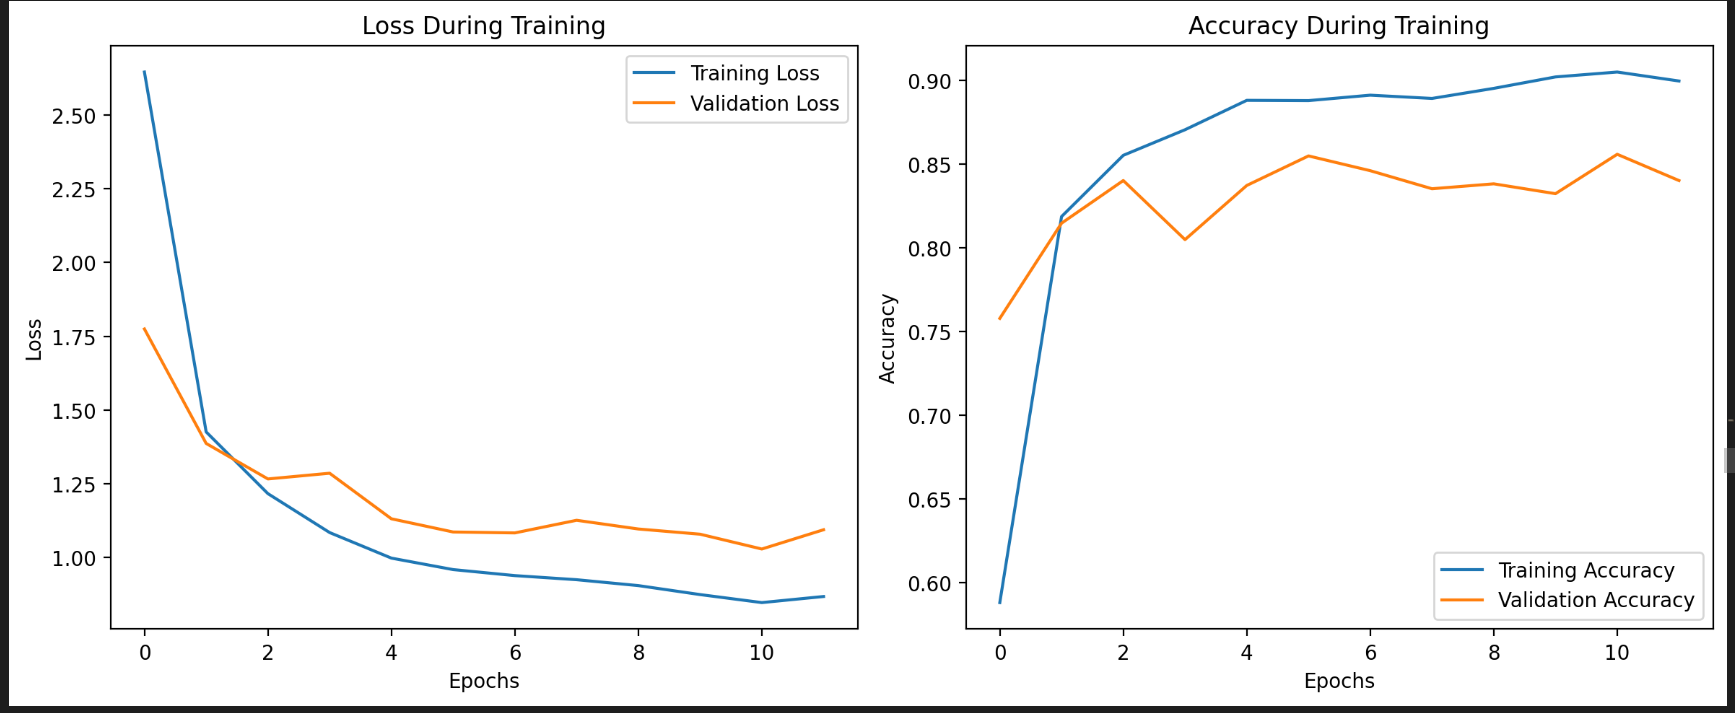 Loss During Training
Training Loss
Validation Loss
2.50
2.25
2.00
1.75
1.50
1.25
1.00
Loss
0 2 4 6 8 10
Epochs
Accuracy During Training
0.90
0.85
0.80
0.75
0.70
0.65
0.60
Accuracy
Training Accuracy
Validation Accuracy
0 2 4 6 8 10
Epochs